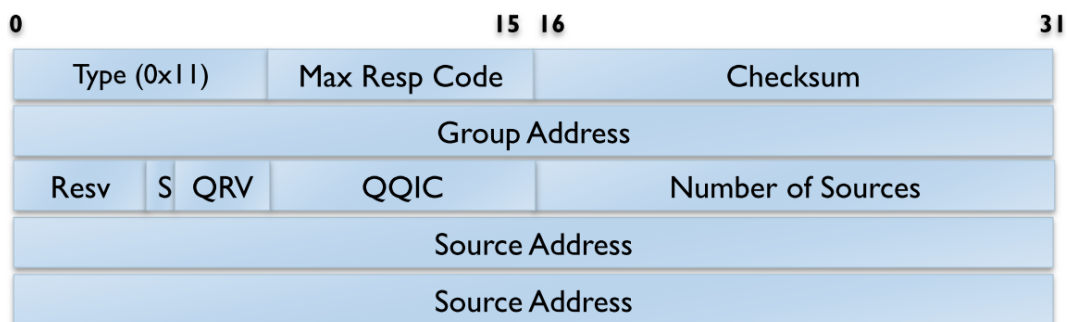 0 15 16 31
Type (0x11) Max Resp Code Checksum
Group Address
Resv S QRV QQIC Number of Sources
Source Address
Source Address